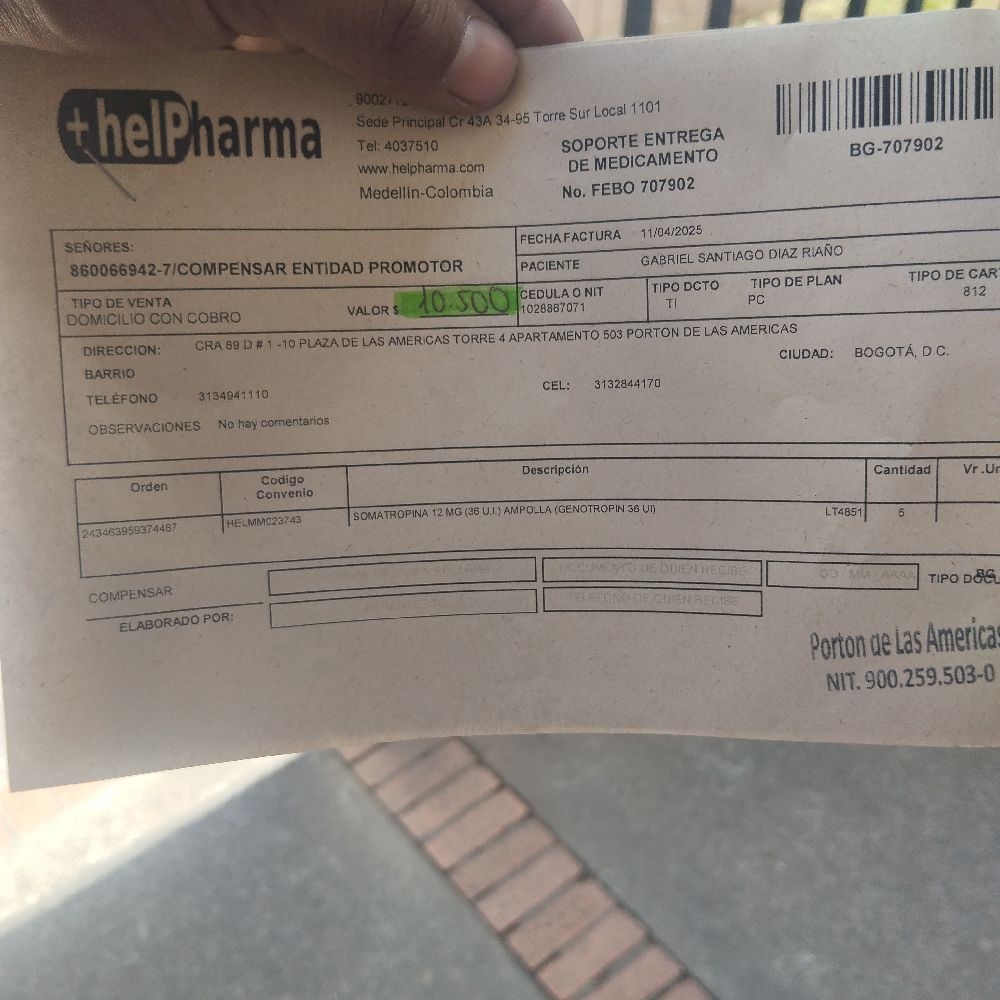 +helPharma
Sede Principal Cr 43A 34-95 Torre Sur Local 1101
Tel: 4037510
www.helpharma.com
Medellín-Colombia
SOPORTE ENTREGA
DE MEDICAMENTO
No. FEBO 707902
BG-707902
SEÑORES:
860066942-7/COMPENSAR ENTIDAD PROMOTOR
FECHA FACTURA 11/04/2025
PACIENTE GABRIEL SANTIAGO DIAZ RIAÑO
TIPO DE VENTA
DOMICILIO CON COBRO
VALOR $ 10.500
CEDULA O NIT
1028867071
TIPO DCTO
TI
TIPO DE PLAN
PC
TIPO DE CAR
812
DIRECCION: CRA 69 D # 1 -10 PLAZA DE LAS AMERICAS TORRE 4 APARTAMENTO 503 PORTON DE LAS AMERICAS
BARRIO
CIUDAD: BOGOTÁ, D.C.
TELÉFONO 3134941110
CEL: 3132844170
OBSERVACIONES No hay comentarios
Orden Codigo Convenio Descripción Cantidad Vr .Un
243463959374487 HELMMC23743 SOMATROPINA 12 MG (36 U.I.) AMPOLLA (GENOTROPIN 36 UI) LT4851 5
COMPENSAR
DOCUMENTO DE QUIEN RECIBE
DD / MM / AAAA
TIPO DOCU
BG
ELABORADO POR:
TELEFONO DE QUIEN RECIBE
Porton de Las Americas
NIT. 900.259.503-0